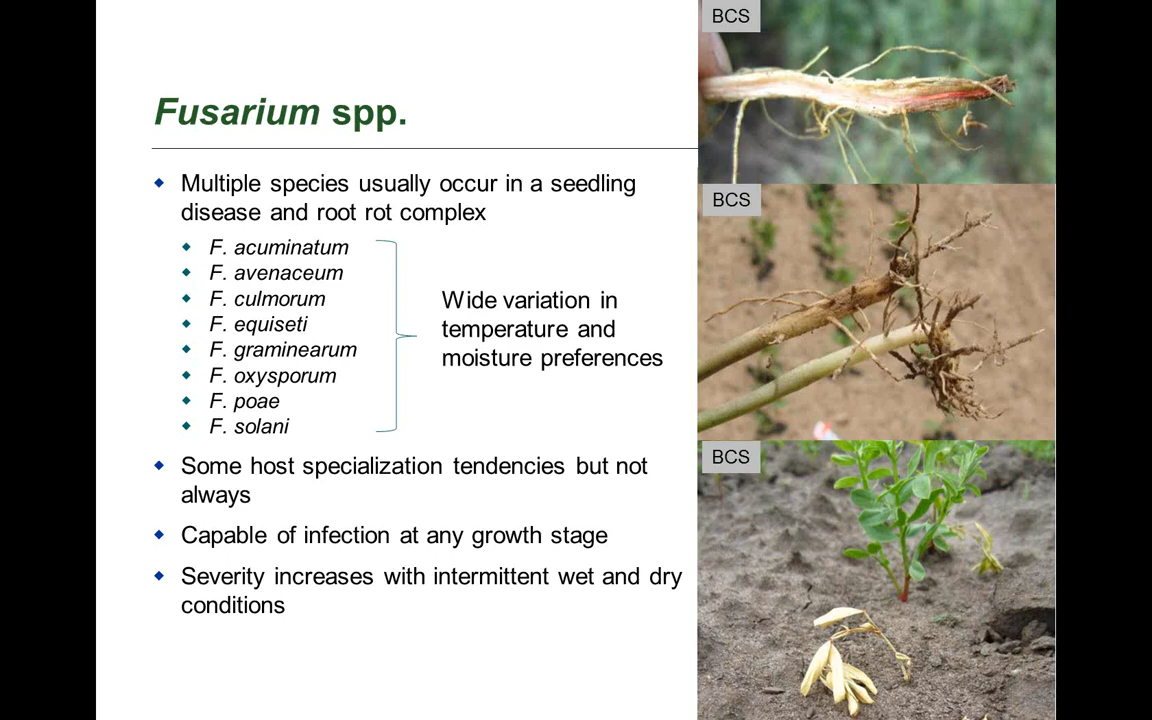 Fusarium spp.
Multiple species usually occur in a seedling
disease and root rot complex
F. acuminatum
F. avenaceum
F. culmorum
F. equiseti
F. graminearum
F. oxysporum
F. poae
F. solani
Wide variation in
temperature and
moisture preferences
Some host specialization tendencies but not
always
Capable of infection at any growth stage
Severity increases with intermittent wet and dry
conditions
BCS
BCS
BCS